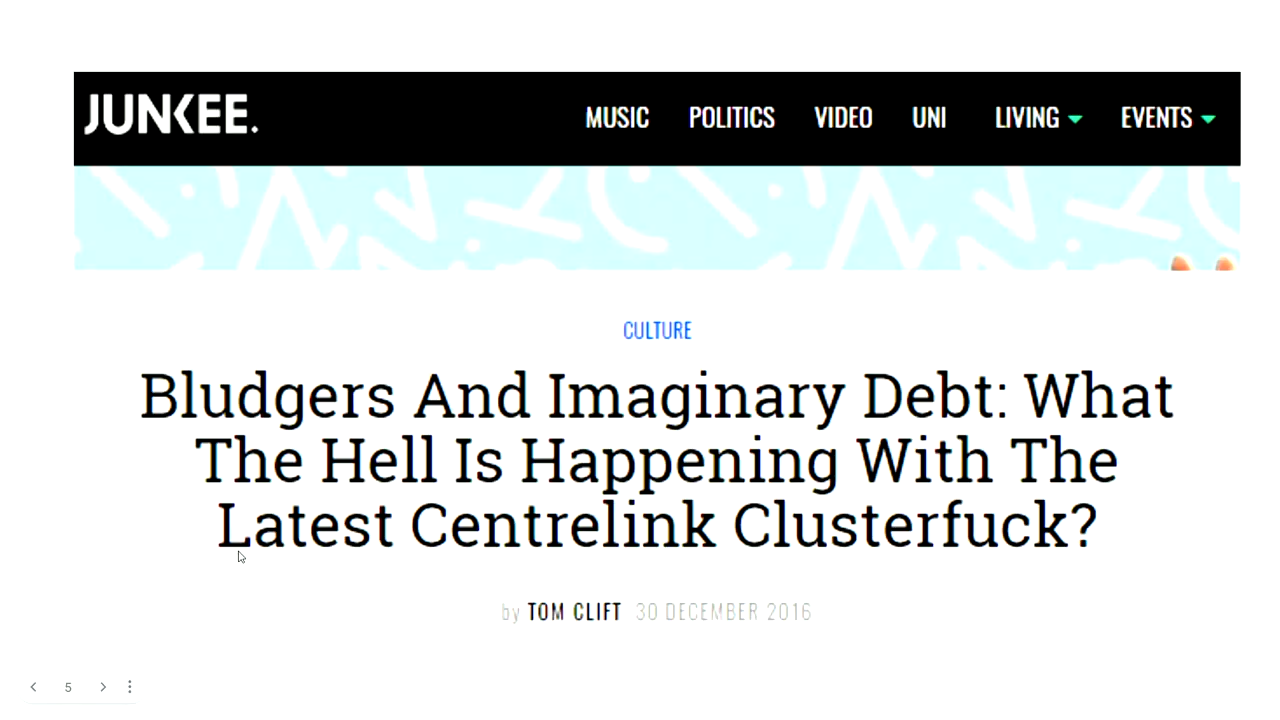 JUNKEE.
MUSIC POLITICS VIDEO UNI LIVING EVENTS
CULTURE
Bludgers And Imaginary Debt: What
The Hell Is Happening With The
Latest Centrelink Clusterfuck?
by TOM CLIFT 30 DECEMBER 2016
5